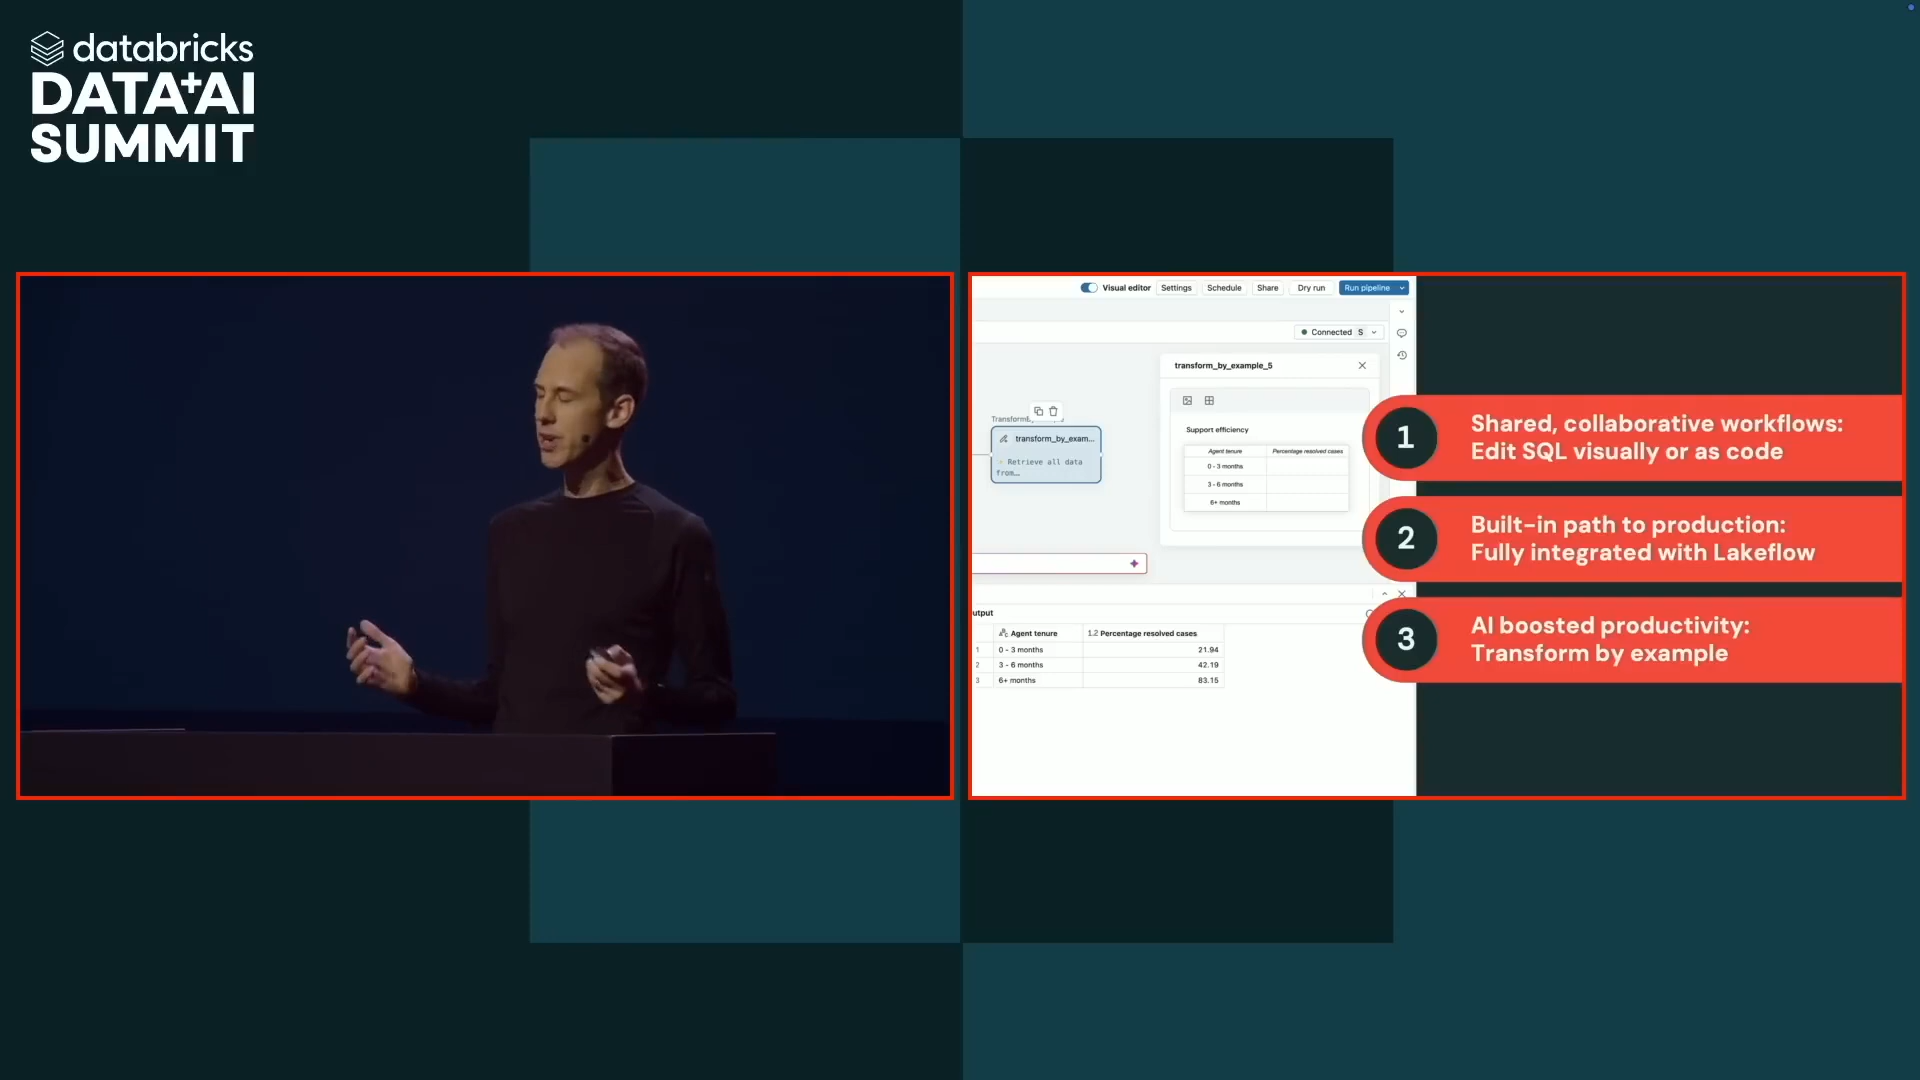 databricks
DATA+AI
SUMMIT
Visual editor
Settings
Schedule
Share
Dry run
Run pipeline
Connected S
transform_by_example_5
transform_by_exam...
Retrieve all data
from...
Support efficiency
Agent tenure
Percentage resolved cases
0 - 3 months
3 - 6 months
6+ months
utput
Agent tenure
1.2 Percentage resolved cases
1 0 - 3 months 21.94
2 3 - 6 months 42.19
3 6+ months 83.15
1
Shared, collaborative workflows:
Edit SQL visually or as code
2
Built-in path to production:
Fully integrated with Lakeflow
3
AI boosted productivity:
Transform by example